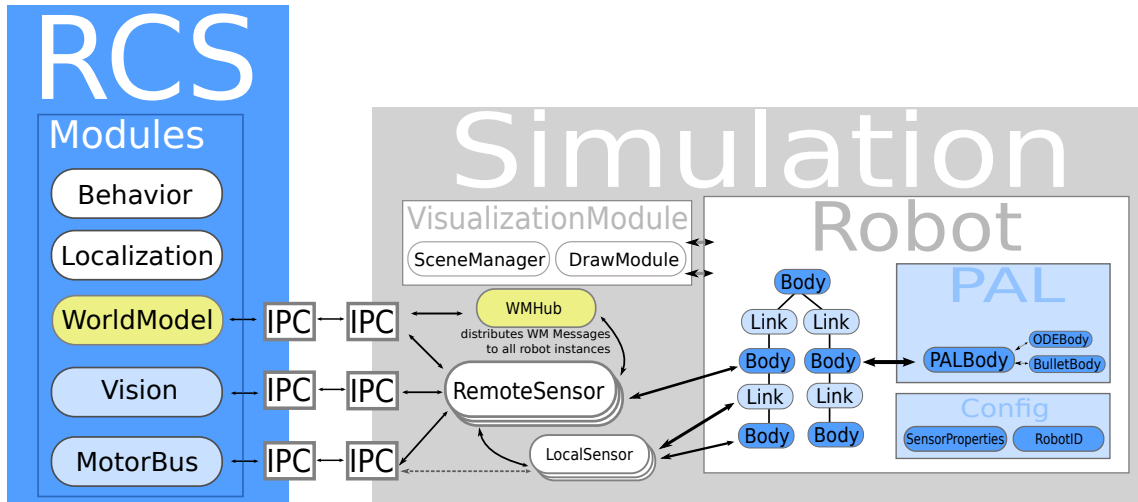 RCS
Modules
Behavior
Localization
WorldModel
Vision
MotorBus
IPC
IPC
IPC
IPC
IPC
IPC
Simulation
VisualizationModule
SceneManager
DrawModule
WMHub
distributes WM Messages
to all robot instances
RemoteSensor
LocalSensor
Robot
Body
Link
Link
Body
Body
Link
Link
Body
Body
PAL
PALBody
ODEBody
BulletBody
Config
SensorProperties
RobotID